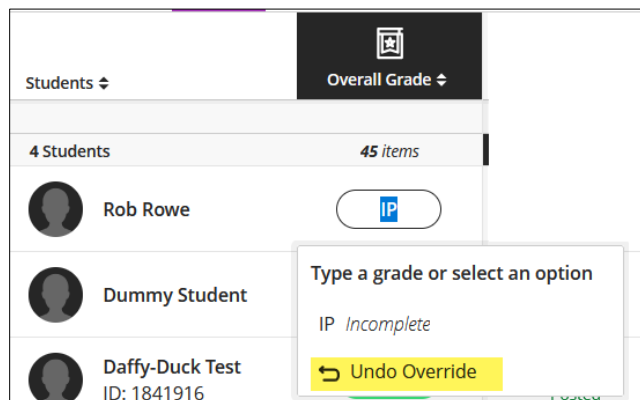 Students
Overall Grade
4 Students
45 items
Rob Rowe
IP
Type a grade or select an option
Dummy Student
IP Incomplete
Undo Override
Daffy-Duck Test
ID: 1841916
Posted